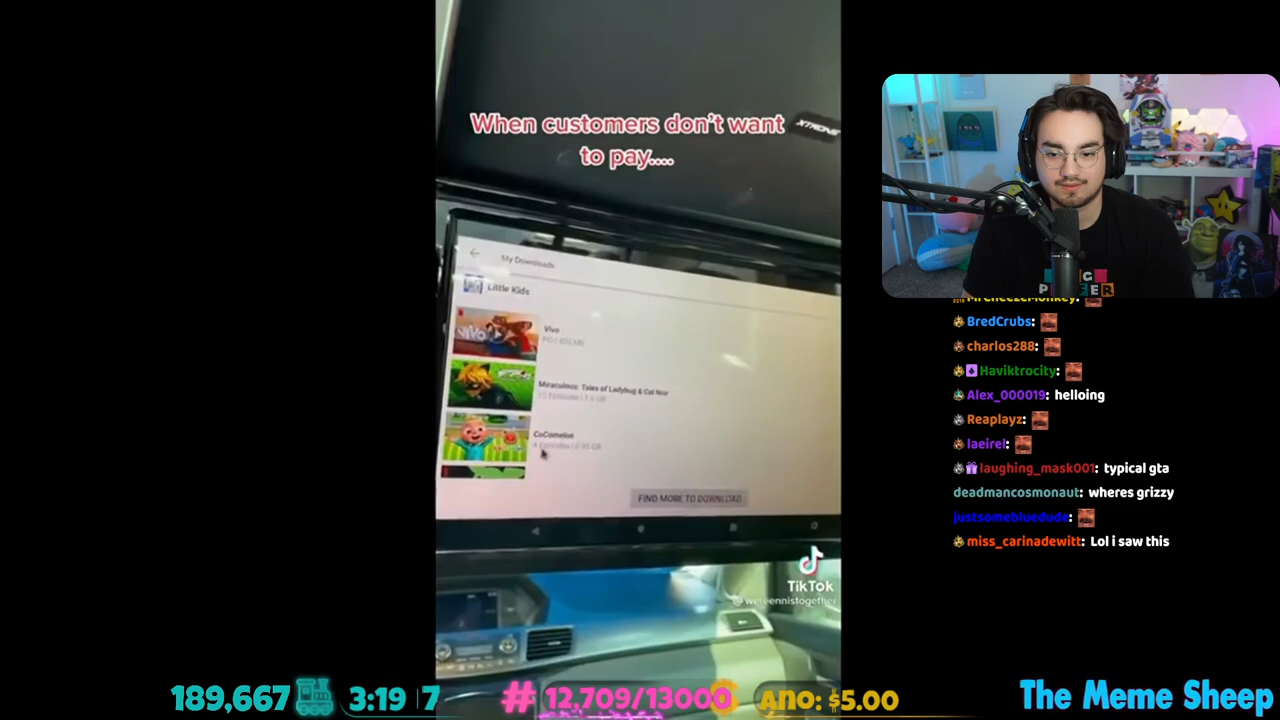 When customers don't want
to pay....
XTRONS
My Downloads
Little Kids
Vivo
Miraculous: Tales of Ladybug & Cat Noir
CoComelon
FIND MORE TO DOWNLOAD
TikTok
@wereennistogether
BredCrubs:
charlos288:
Haviktrocity:
Alex_000019: helloing
Reaplayz:
laeirel:
laughing_mask001: typical gta
deadmancosmonaut: wheres grizzy
justsomebluedude:
miss_carinadewitt: Lol i saw this
189,667 3:19 7 # 12,709/13000 ANO: $5.00 The Meme Sheep